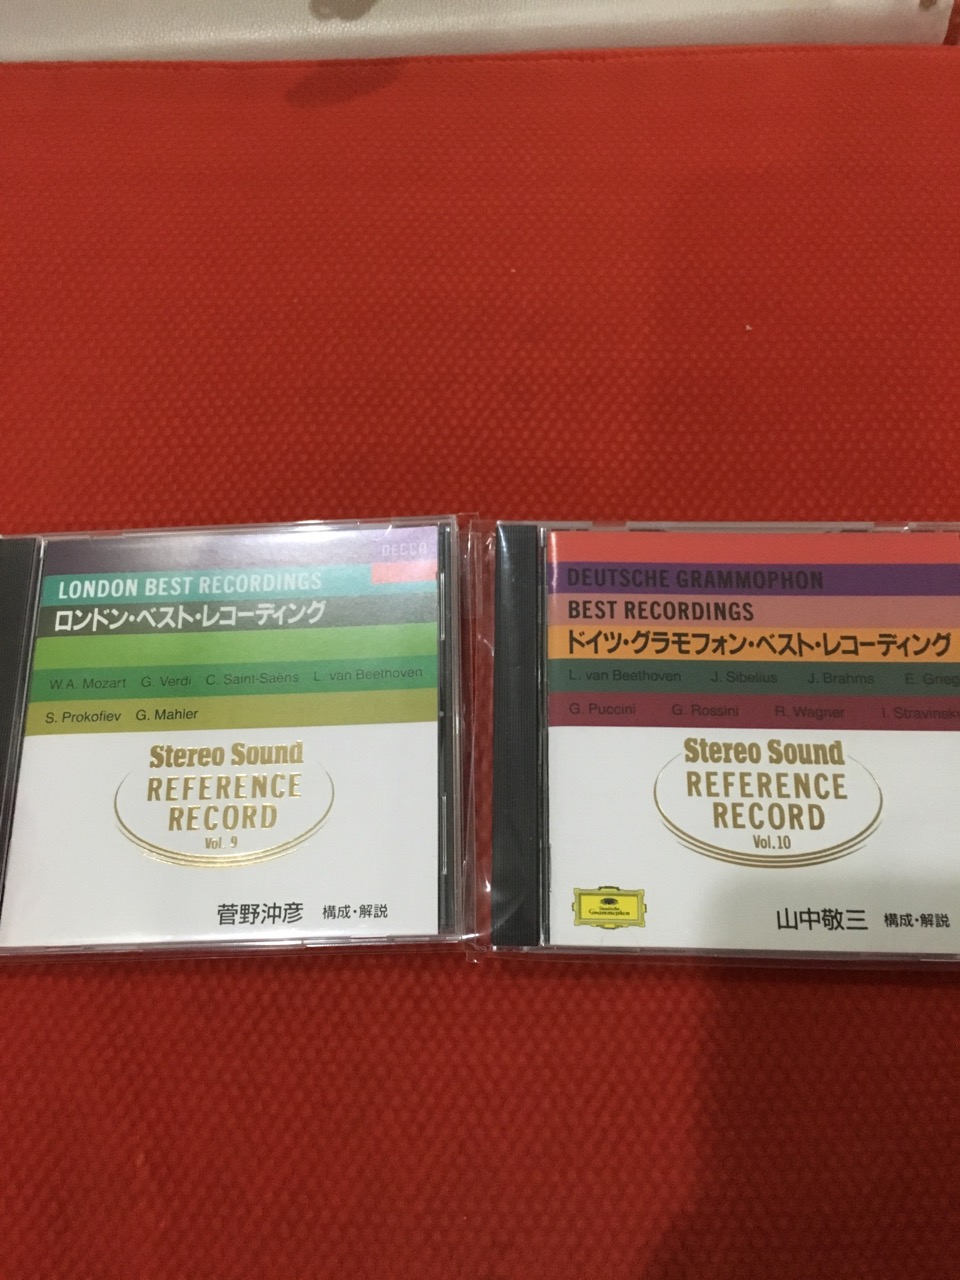 DECCA
LONDON BEST RECORDINGS
ロンドン・ベスト・レコーディング
W.A. Mozart G. Verdi C. Saint-Saëns L. van Beethoven
S. Prokofiev G. Mahler
Stereo Sound
REFERENCE
RECORD
Vol. 9
菅野沖彦 構成・解説
DEUTSCHE GRAMMOPHON
BEST RECORDINGS
ドイツ・グラモフォン・ベスト・レコーディング
L. van Beethoven J. Sibelius J. Brahms E. Grieg
G. Puccini G. Rossini R. Wagner I. Stravinsk
Stereo Sound
REFERENCE
RECORD
Vol.10
Deutsche
Grammophon
山中敬三 構成・解説